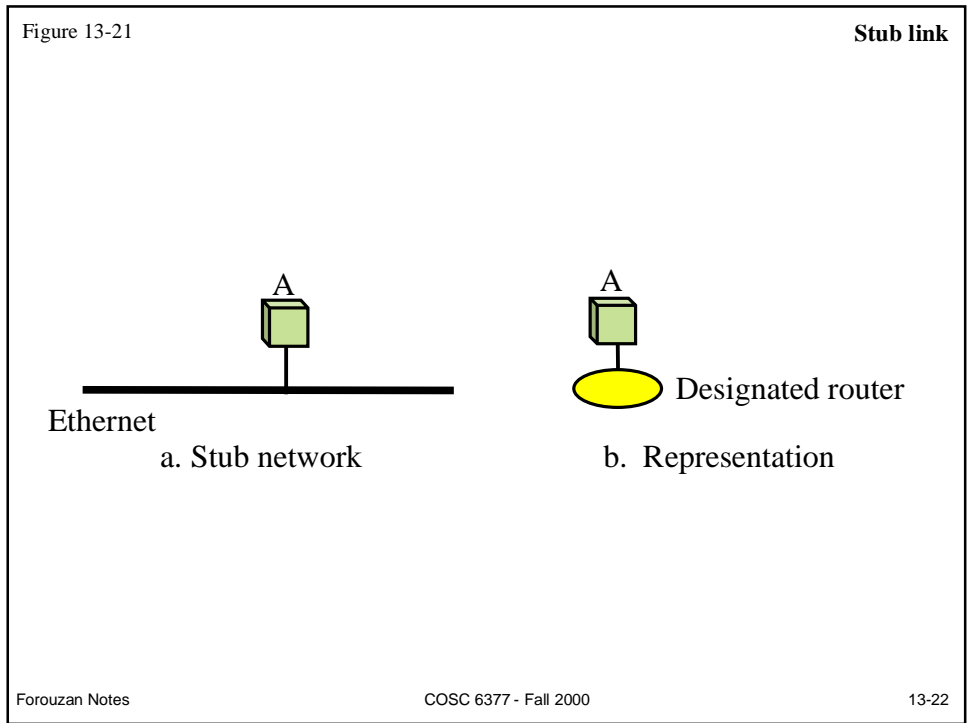 Figure 13-21
Stub link
A
A
Designated router
Ethernet
a. Stub network
b. Representation
Forouzan Notes
COSC 6377 - Fall 2000
13-22